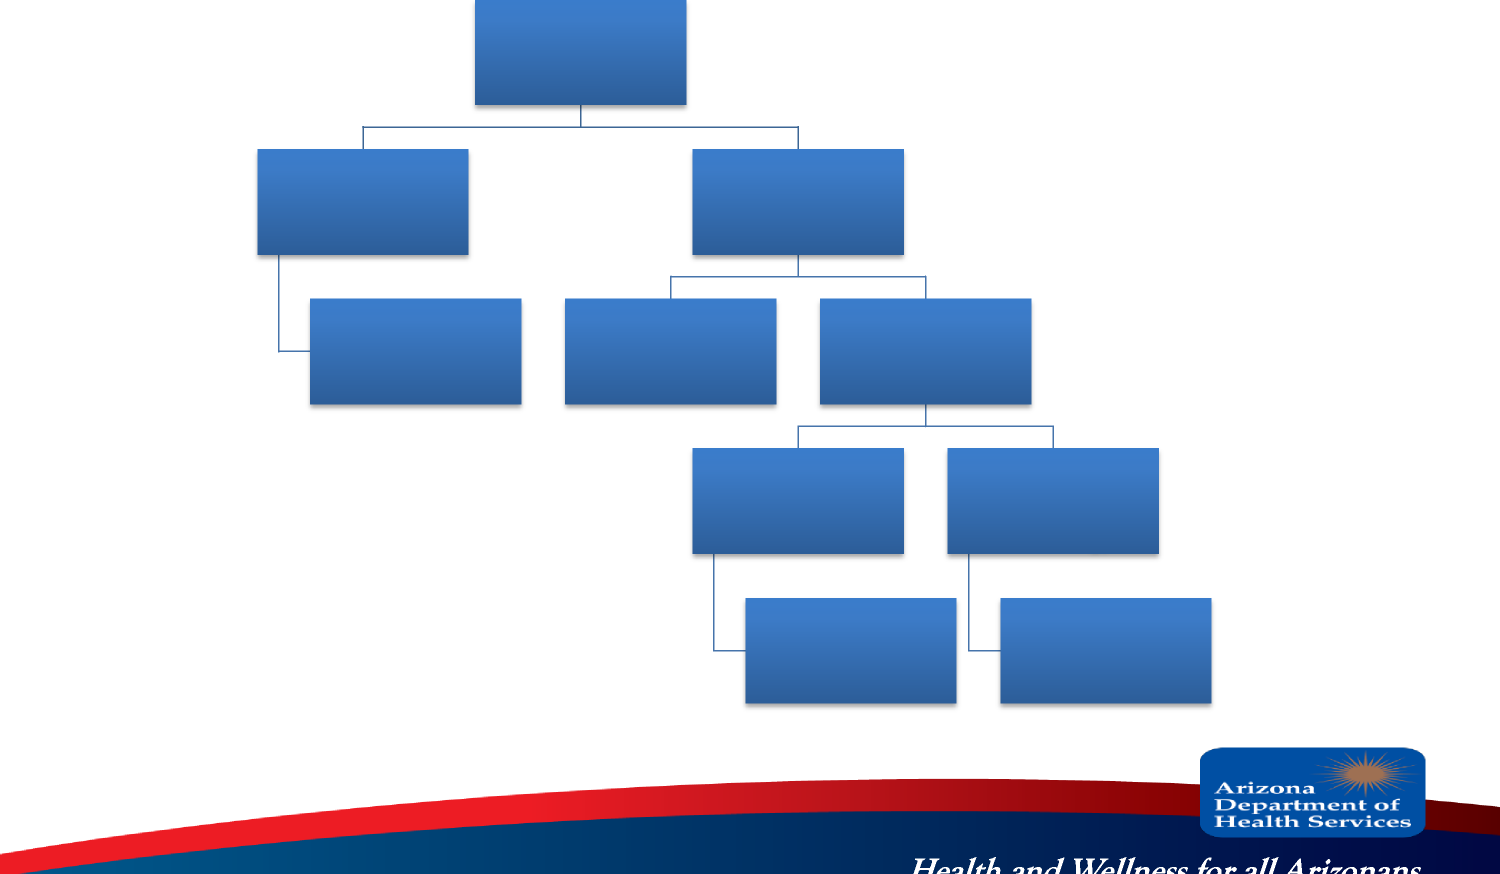 Arizona
Department of
Health Services
Health and Wellness for all Arizonans